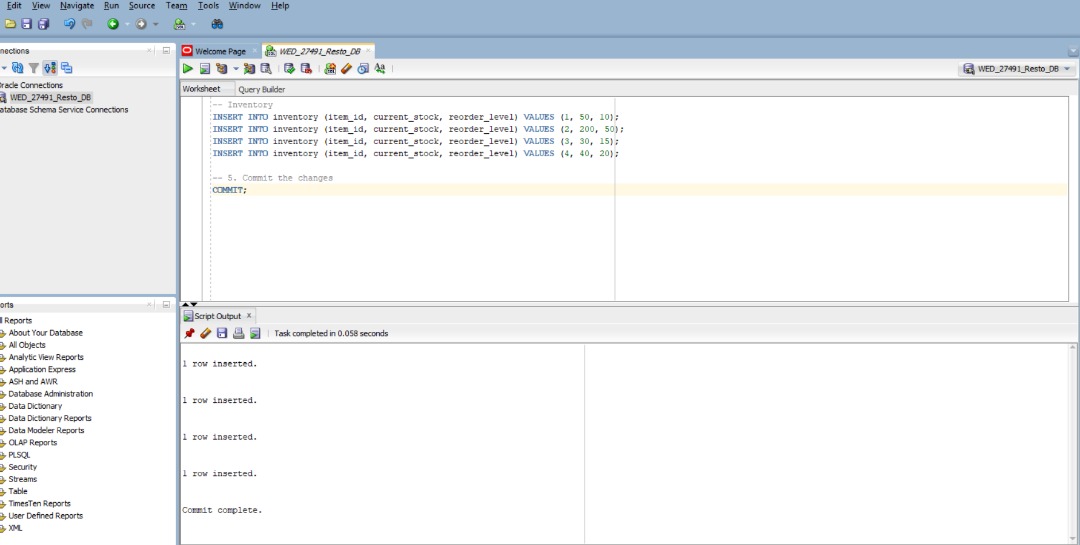 Edit View Navigate Run Source Team Tools Window Help
nnections
Welcome Page
WED_27491_Resto_DB
WED_27491_Resto_DB
Oracle Connections
WED_27491_Resto_DB
atabase Schema Service Connections
Worksheet Query Builder
-- Inventory
INSERT INTO inventory (item_id, current_stock, reorder_level) VALUES (1, 50, 10);
INSERT INTO inventory (item_id, current_stock, reorder_level) VALUES (2, 200, 50);
INSERT INTO inventory (item_id, current_stock, reorder_level) VALUES (3, 30, 15);
INSERT INTO inventory (item_id, current_stock, reorder_level) VALUES (4, 40, 20);
-- 5. Commit the changes
COMMIT;
orts
Reports
About Your Database
All Objects
Analytic View Reports
Application Express
ASH and AWR
Database Administration
Data Dictionary
Data Dictionary Reports
Data Modeler Reports
OLAP Reports
PLSQL
Security
Streams
Table
TimesTen Reports
User Defined Reports
XML
Script Output x
Task completed in 0.058 seconds
1 row inserted.
1 row inserted.
1 row inserted.
1 row inserted.
Commit complete.